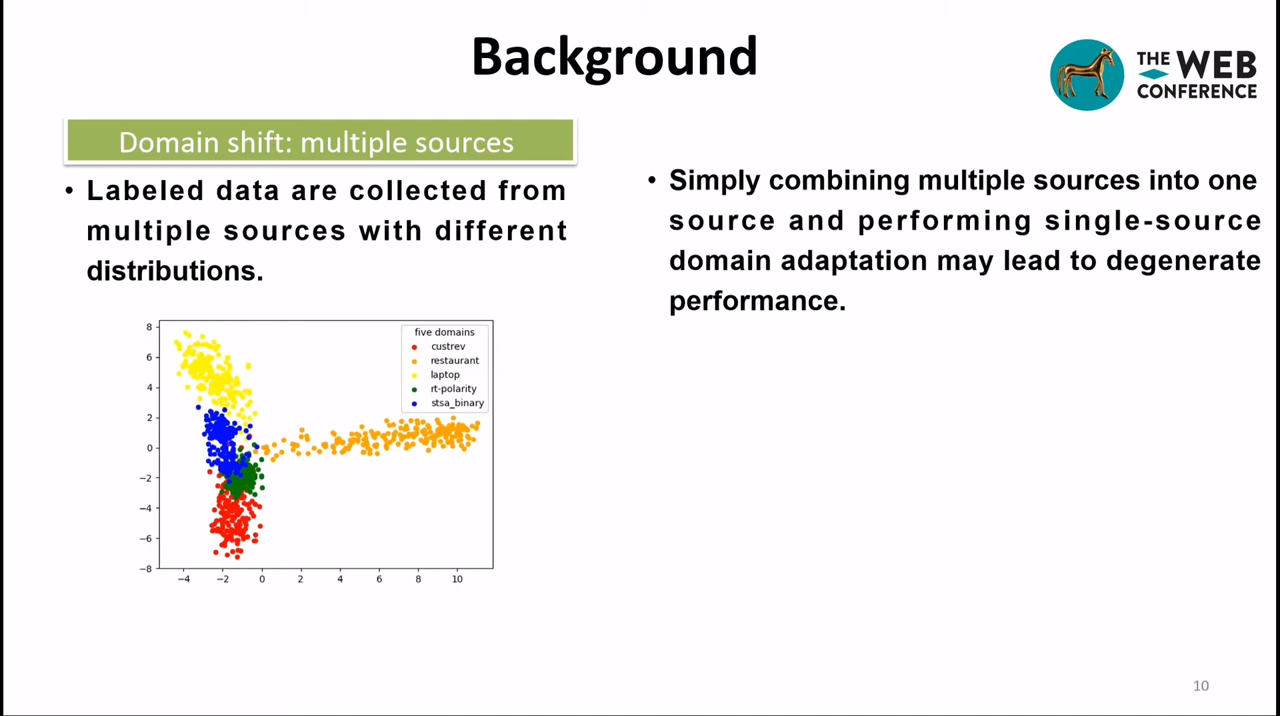 Background
THE WEB
CONFERENCE
Domain shift: multiple sources
• Labeled data are collected from
multiple sources with different
distributions.
• Simply combining multiple sources into one
source and performing single-source
domain adaptation may lead to degenerate
performance.
five domains
custrev
restaurant
laptop
rt-polarity
stsa_binary
8
6
4
2
0
−2
−4
−6
−8
−4 −2 0 2 4 6 8 10
10